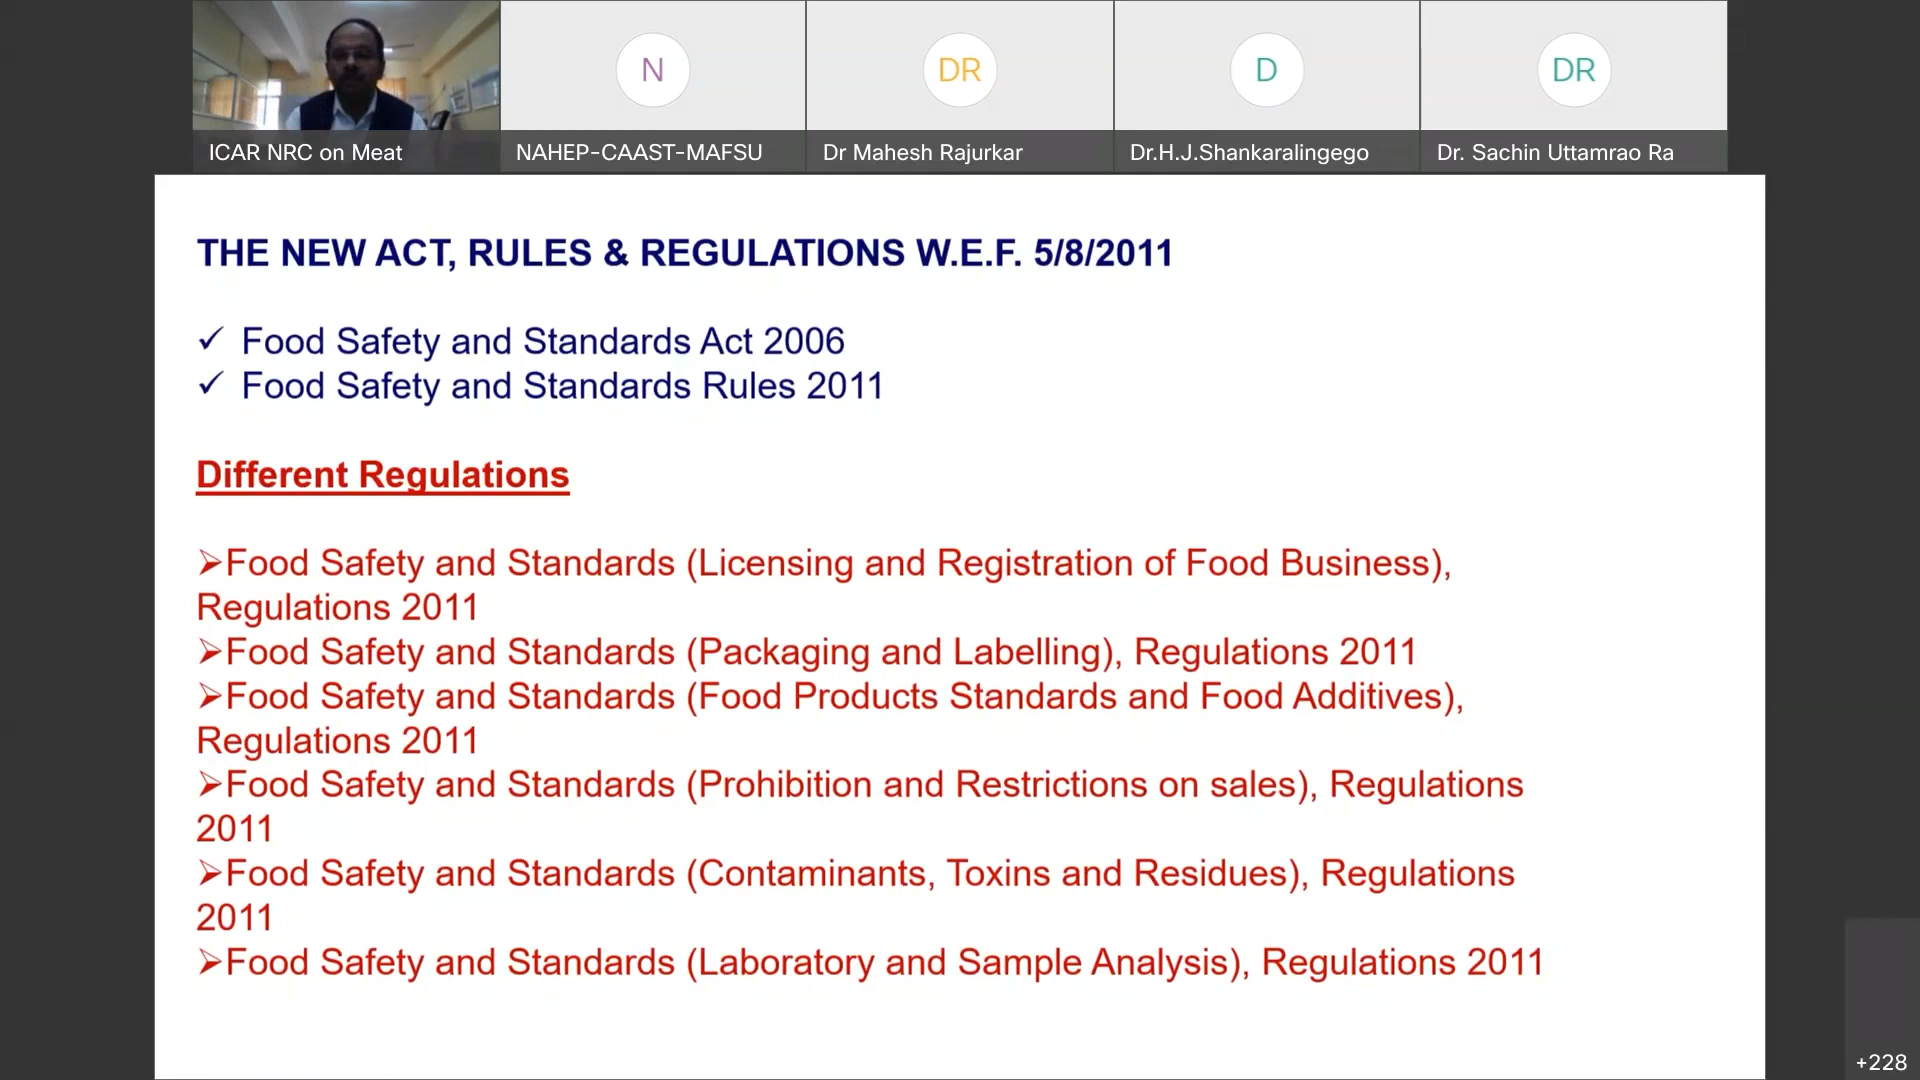 N
DR
D
DR
ICAR NRC on Meat
NAHEP-CAAST-MAFSU
Dr Mahesh Rajurkar
Dr.H.J.Shankaralingego
Dr. Sachin Uttamrao Ra
THE NEW ACT, RULES & REGULATIONS W.E.F. 5/8/2011
✓ Food Safety and Standards Act 2006
✓ Food Safety and Standards Rules 2011
Different Regulations
➢Food Safety and Standards (Licensing and Registration of Food Business),
Regulations 2011
➢Food Safety and Standards (Packaging and Labelling), Regulations 2011
➢Food Safety and Standards (Food Products Standards and Food Additives),
Regulations 2011
➢Food Safety and Standards (Prohibition and Restrictions on sales), Regulations
2011
➢Food Safety and Standards (Contaminants, Toxins and Residues), Regulations
2011
➢Food Safety and Standards (Laboratory and Sample Analysis), Regulations 2011
+228